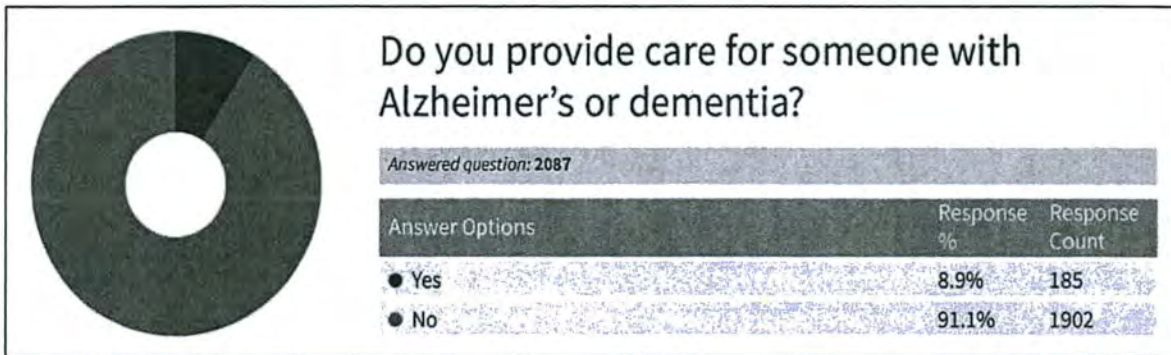 Do you provide care for someone with
Alzheimer's or dementia?
Answered question: 2087
Answer Options Response % Response Count
● Yes 8.9% 185
● No 91.1% 1902